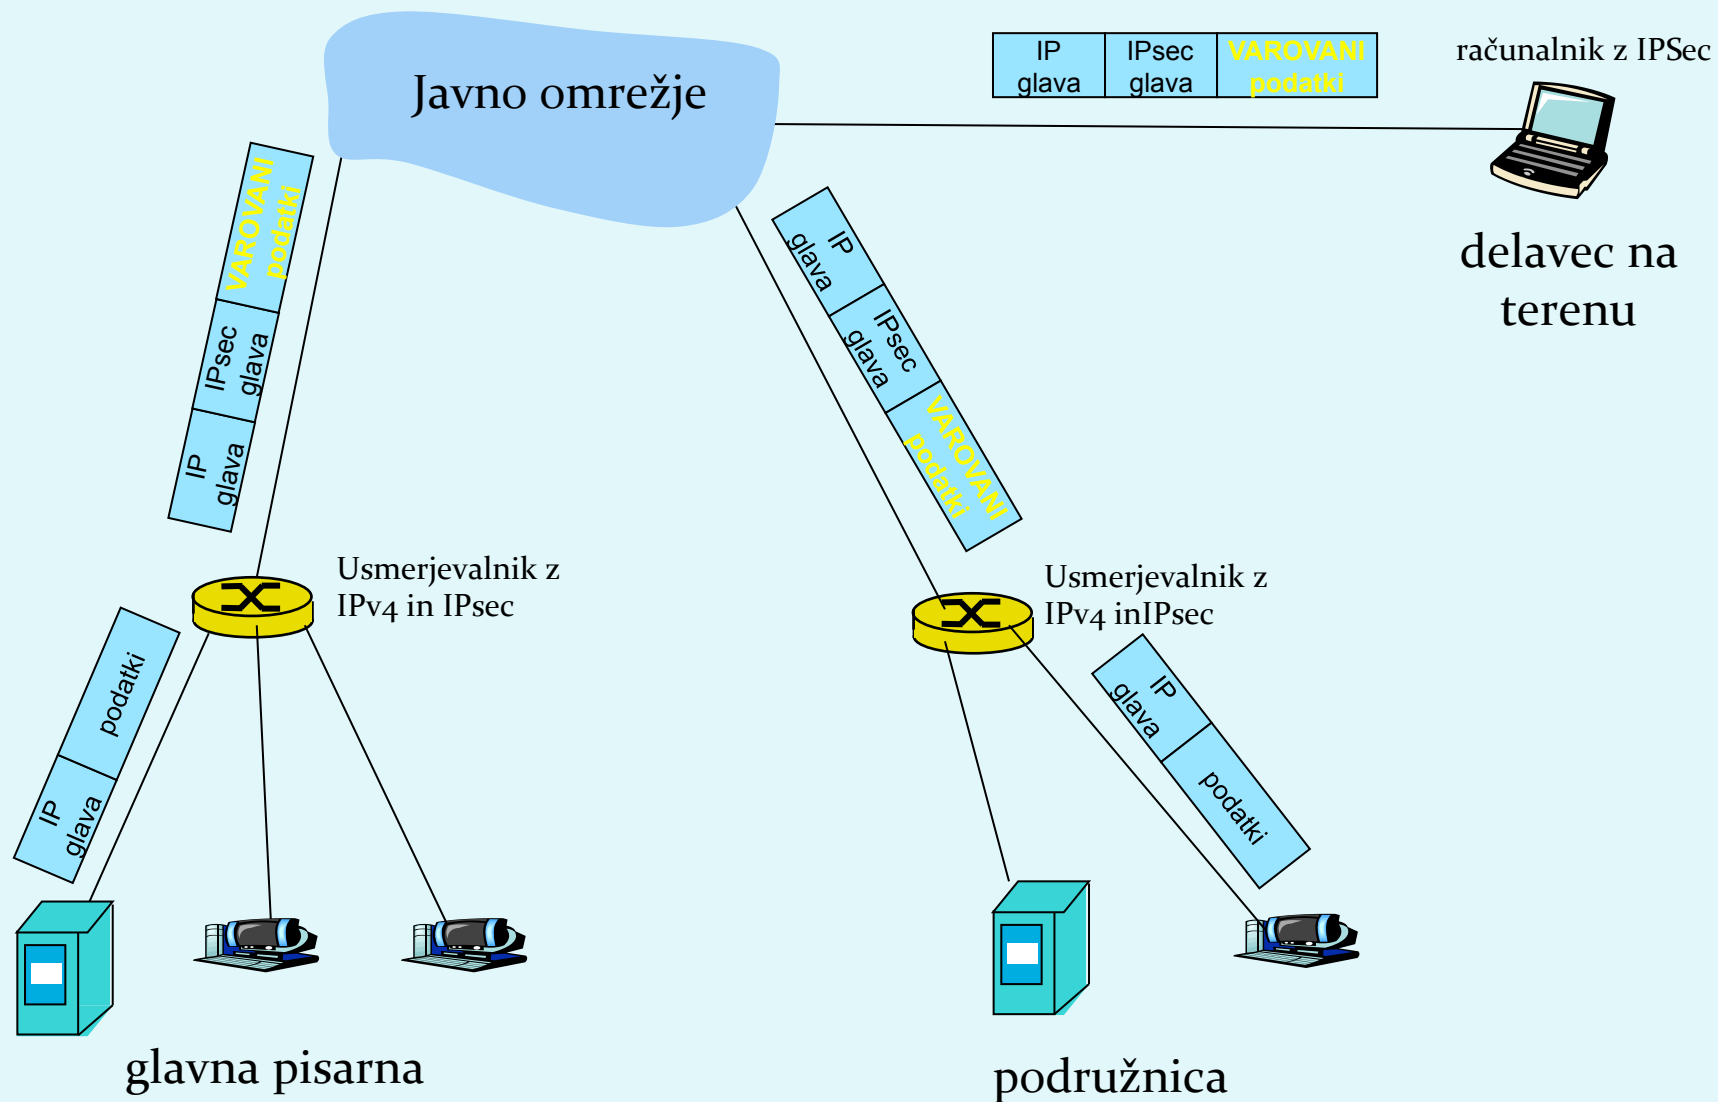 Javno omrežje
IP
glava
IPsec
glava
VAROVANI
podatki
računalnik z IPSec
delavec na
terenu
VAROVANI
podatki
IPsec
glava
IP
glava
IP
glava
IPsec
glava
VAROVANI
podatki
Usmerjevalnik z
IPv4 in IPsec
Usmerjevalnik z
IPv4 inIPsec
podatki
IP
glava
IP
glava
podatki
glavna pisarna
podružnica